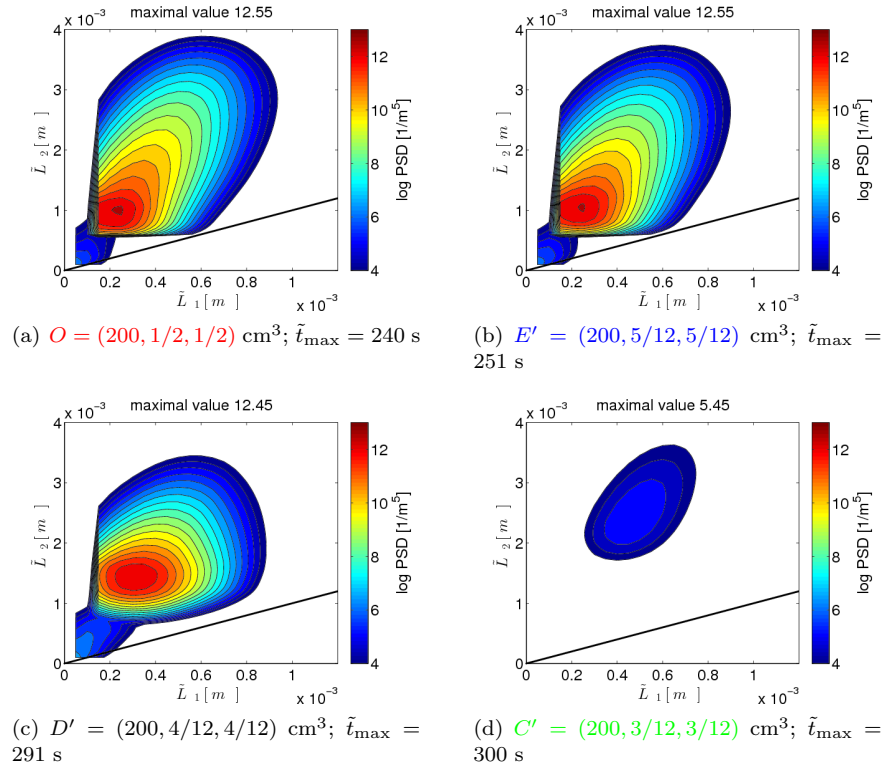 maximal value 12.55
x 10⁻³
4
3
2
1
0
L̃ 2 [ m ]
0 0.2 0.4 0.6 0.8 1
L̃ 1 [ m ]
x 10⁻³
12
10
8
6
4
log PSD [1/m⁵]
(a) O = (200, 1/2, 1/2) cm³; t̃max = 240 s
maximal value 12.55
x 10⁻³
4
3
2
1
0
L̃ 2 [ m ]
0 0.2 0.4 0.6 0.8 1
L̃ 1 [ m ]
x 10⁻³
12
10
8
6
4
log PSD [1/m⁵]
(b) E′ = (200, 5/12, 5/12) cm³; t̃max =
251 s
maximal value 12.45
x 10⁻³
4
3
2
1
0
L̃ 2 [ m ]
0 0.2 0.4 0.6 0.8 1
L̃ 1 [ m ]
x 10⁻³
12
10
8
6
4
log PSD [1/m⁵]
(c) D′ = (200, 4/12, 4/12) cm³; t̃max =
291 s
maximal value 5.45
x 10⁻³
4
3
2
1
0
L̃ 2 [ m ]
0 0.2 0.4 0.6 0.8 1
L̃ 1 [ m ]
x 10⁻³
12
10
8
6
4
log PSD [1/m⁵]
(d) C′ = (200, 3/12, 3/12) cm³; t̃max =
300 s